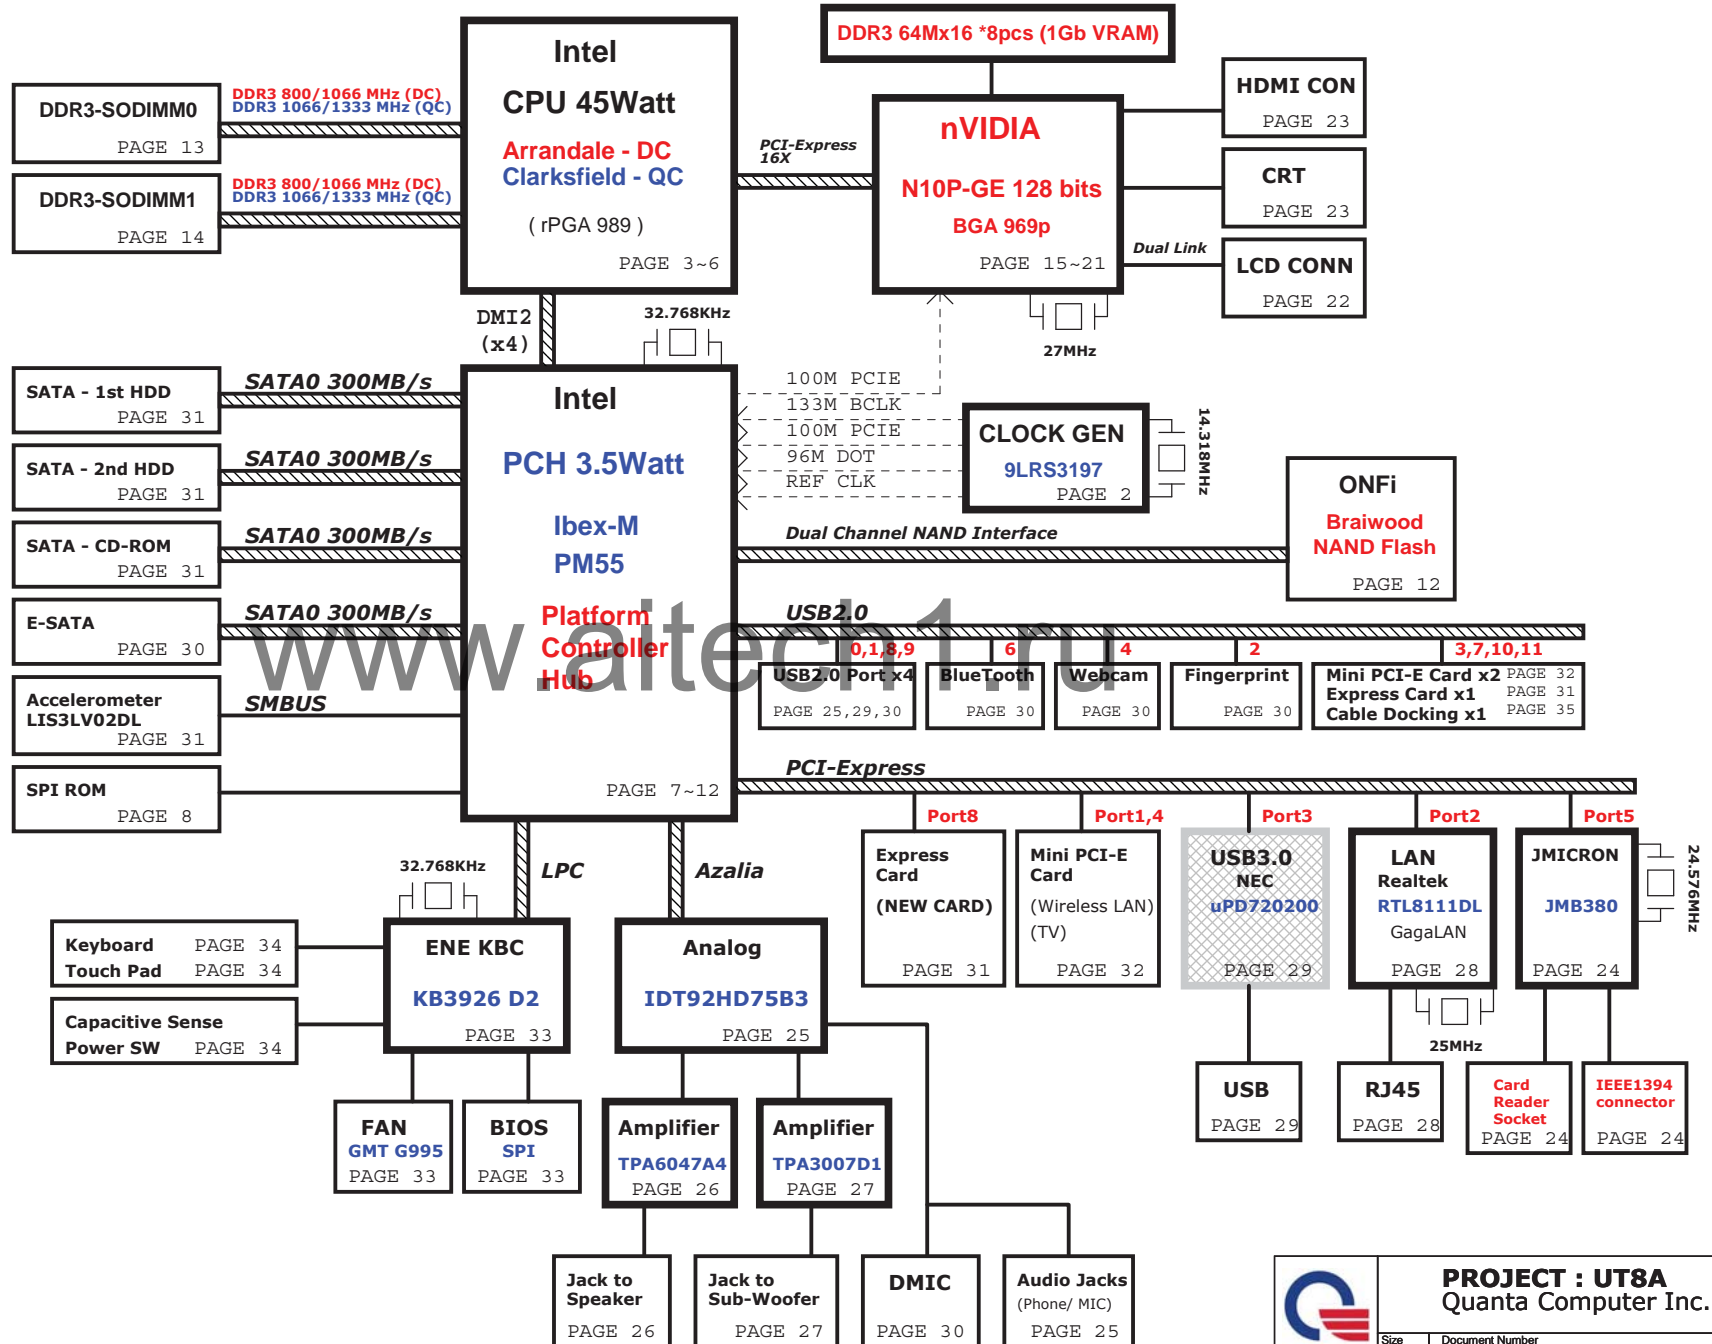 DDR3 64Mx16 *8pcs (1Gb VRAM)
Intel
CPU 45Watt
Arrandale - DC
Clarksfield - QC
( rPGA 989 )
PAGE 3~6
DDR3-SODIMM0
PAGE 13
DDR3 800/1066 MHz (DC)
DDR3 1066/1333 MHz (QC)
DDR3-SODIMM1
PAGE 14
DDR3 800/1066 MHz (DC)
DDR3 1066/1333 MHz (QC)
PCI-Express
16X
nVIDIA
N10P-GE 128 bits
BGA 969p
PAGE 15~21
HDMI CON
PAGE 23
CRT
PAGE 23
Dual Link
LCD CONN
PAGE 22
27MHz
DMI2
(x4)
32.768KHz
Intel
PCH 3.5Watt
Ibex-M
PM55
Platform
Controller
Hub
PAGE 7~12
SATA - 1st HDD
PAGE 31
SATA0 300MB/s
SATA - 2nd HDD
PAGE 31
SATA0 300MB/s
SATA - CD-ROM
PAGE 31
SATA0 300MB/s
E-SATA
PAGE 30
SATA0 300MB/s
Accelerometer
LIS3LV02DL
PAGE 31
SMBUS
SPI ROM
PAGE 8
100M PCIE
133M BCLK
100M PCIE
96M DOT
REF CLK
CLOCK GEN
9LRS3197
PAGE 2
14.318MHz
Dual Channel NAND Interface
ONFi
Braiwood
NAND Flash
PAGE 12
www.aitech1.ru
USB2.0
0,1,8,9
USB2.0 Port x4
PAGE 25,29,30
6
BlueTooth
PAGE 30
4
Webcam
PAGE 30
2
Fingerprint
PAGE 30
3,7,10,11
Mini PCI-E Card x2 PAGE 32
Express Card x1 PAGE 31
Cable Docking x1 PAGE 35
PCI-Express
Port8
Express
Card
(NEW CARD)
PAGE 31
Port1,4
Mini PCI-E
Card
(Wireless LAN)
(TV)
PAGE 32
Port3
USB3.0
NEC
uPD720200
PAGE 29
Port2
LAN
Realtek
RTL8111DL
GagaLAN
PAGE 28
Port5
JMICRON
JMB380
PAGE 24
24.576MHz
25MHz
USB
PAGE 29
RJ45
PAGE 28
Card
Reader
Socket
PAGE 24
IEEE1394
connector
PAGE 24
LPC
Azalia
32.768KHz
Keyboard PAGE 34
Touch Pad PAGE 34
Capacitive Sense
Power SW PAGE 34
ENE KBC
KB3926 D2
PAGE 33
Analog
IDT92HD75B3
PAGE 25
FAN
GMT G995
PAGE 33
BIOS
SPI
PAGE 33
Amplifier
TPA6047A4
PAGE 26
Amplifier
TPA3007D1
PAGE 27
Jack to
Speaker
PAGE 26
Jack to
Sub-Woofer
PAGE 27
DMIC
PAGE 30
Audio Jacks
(Phone/ MIC)
PAGE 25
PROJECT : UT8A
Quanta Computer Inc.
Size Document Number